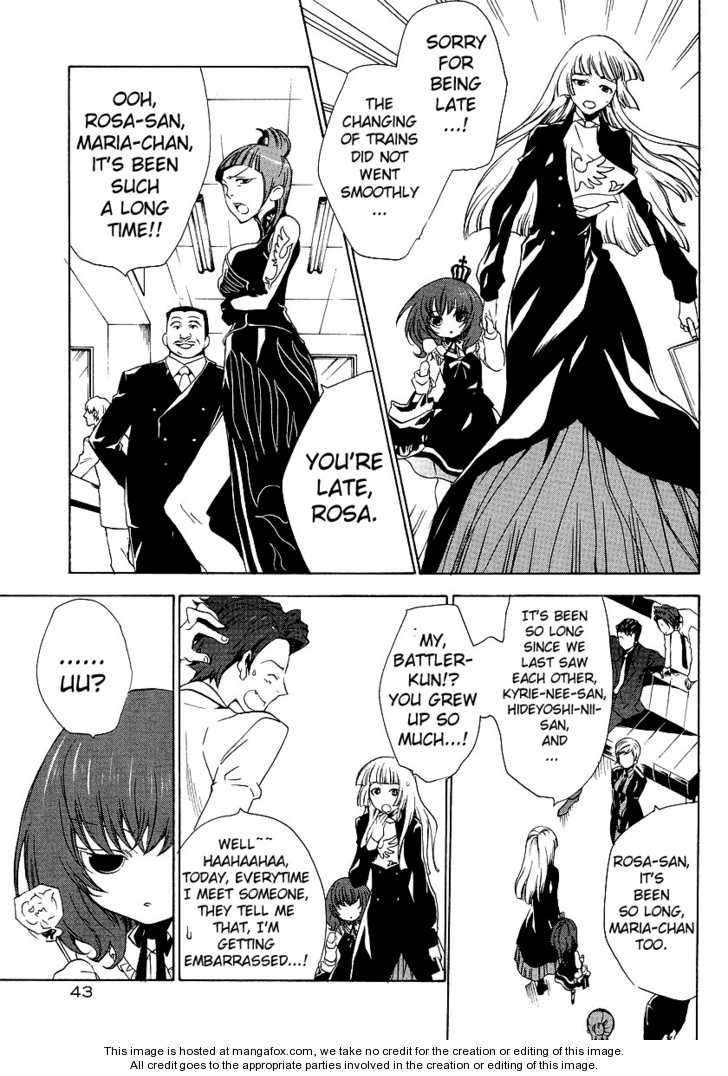 SORRY
FOR
BEING
LATE
...!
THE
CHANGING
OF TRAINS
DID NOT
WENT
SMOOTHLY
...
OOH,
ROSA-SAN,
MARIA-CHAN,
IT'S BEEN
SUCH
A LONG
TIME!!
YOU'RE
LATE,
ROSA.
IT'S BEEN
SO LONG
SINCE WE
LAST SAW
EACH OTHER,
KYRIE-NEE-SAN,
HIDEYOSHI-NII-
SAN,
AND
...
ROSA-SAN,
IT'S
BEEN
SO LONG,
MARIA-CHAN
TOO.
MY,
BATTLER-
KUN!?
YOU GREW
UP SO
MUCH...!
WELL~~
HAAHAAHAA,
TODAY, EVERYTIME
I MEET SOMEONE,
THEY TELL ME
THAT, I'M
GETTING
EMBARRASSED...!
......
UU?
43
This image is hosted at mangafox.com, we take no credit for the creation or editing of this image.
All credit goes to the appropriate parties involved in the creation or editing of this image.